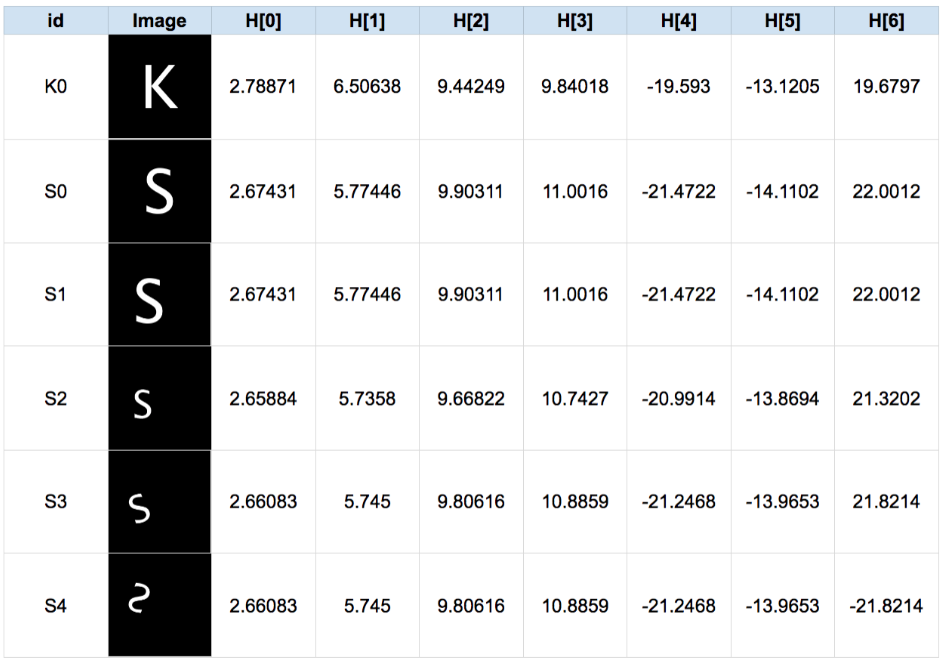 id Image H[0] H[1] H[2] H[3] H[4] H[5] H[6]
K0 K 2.78871 6.50638 9.44249 9.84018 -19.593 -13.1205 19.6797
S0 S 2.67431 5.77446 9.90311 11.0016 -21.4722 -14.1102 22.0012
S1 S 2.67431 5.77446 9.90311 11.0016 -21.4722 -14.1102 22.0012
S2 S 2.65884 5.7358 9.66822 10.7427 -20.9914 -13.8694 21.3202
S3 S 2.66083 5.745 9.80616 10.8859 -21.2468 -13.9653 21.8214
S4 S 2.66083 5.745 9.80616 10.8859 -21.2468 -13.9653 -21.8214